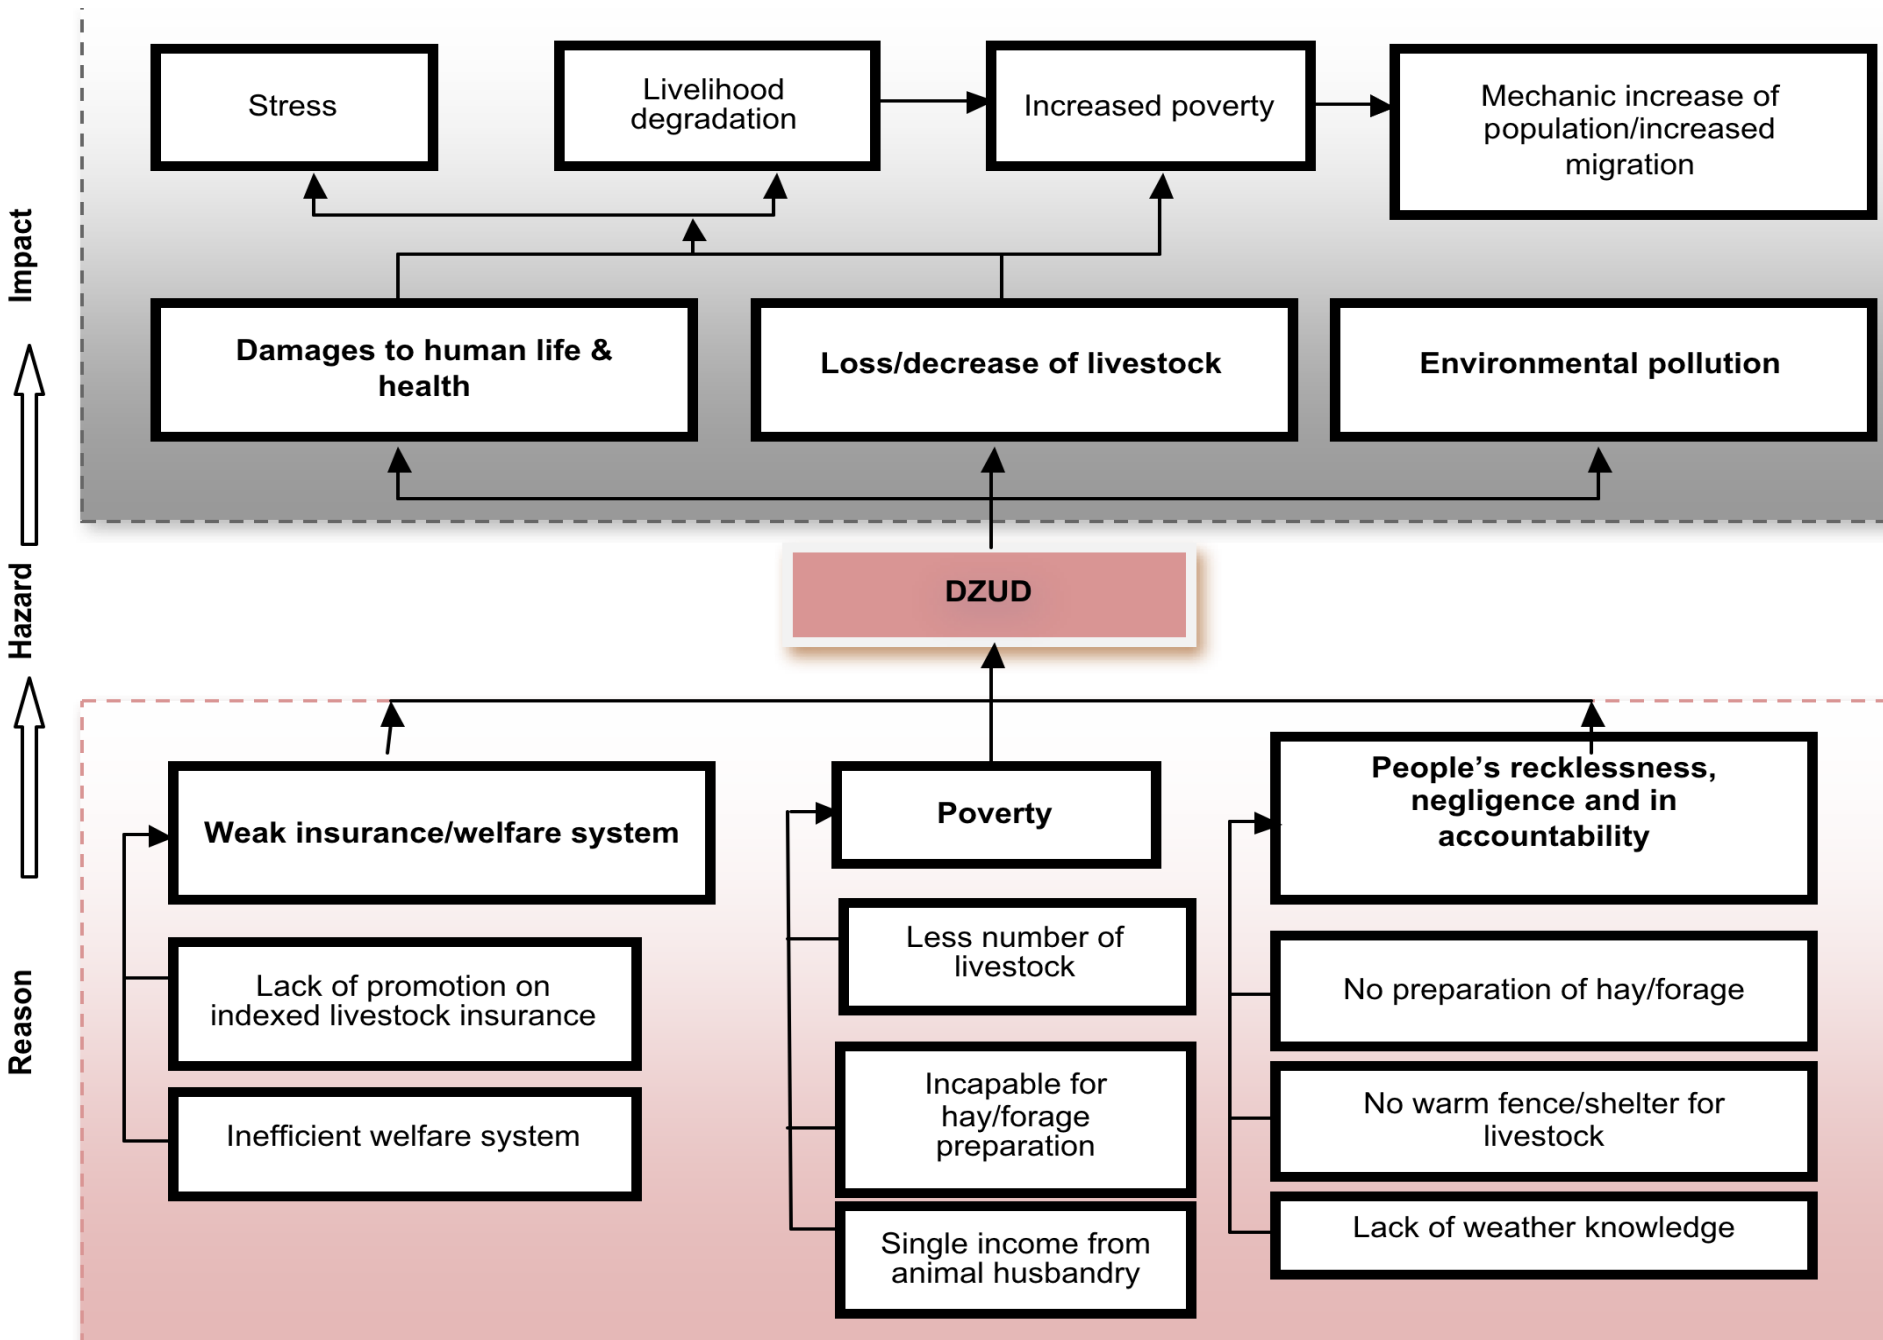 Stress
Livelihood
degradation
Increased poverty
Mechanic increase of
population/increased
migration
Impact
Damages to human life &
health
Loss/decrease of livestock
Environmental pollution
Hazard
DZUD
Reason
Weak insurance/welfare system
Lack of promotion on
indexed livestock insurance
Inefficient welfare system
Poverty
Less number of
livestock
Incapable for
hay/forage
preparation
Single income from
animal husbandry
People’s recklessness,
negligence and in
accountability
No preparation of hay/forage
No warm fence/shelter for
livestock
Lack of weather knowledge